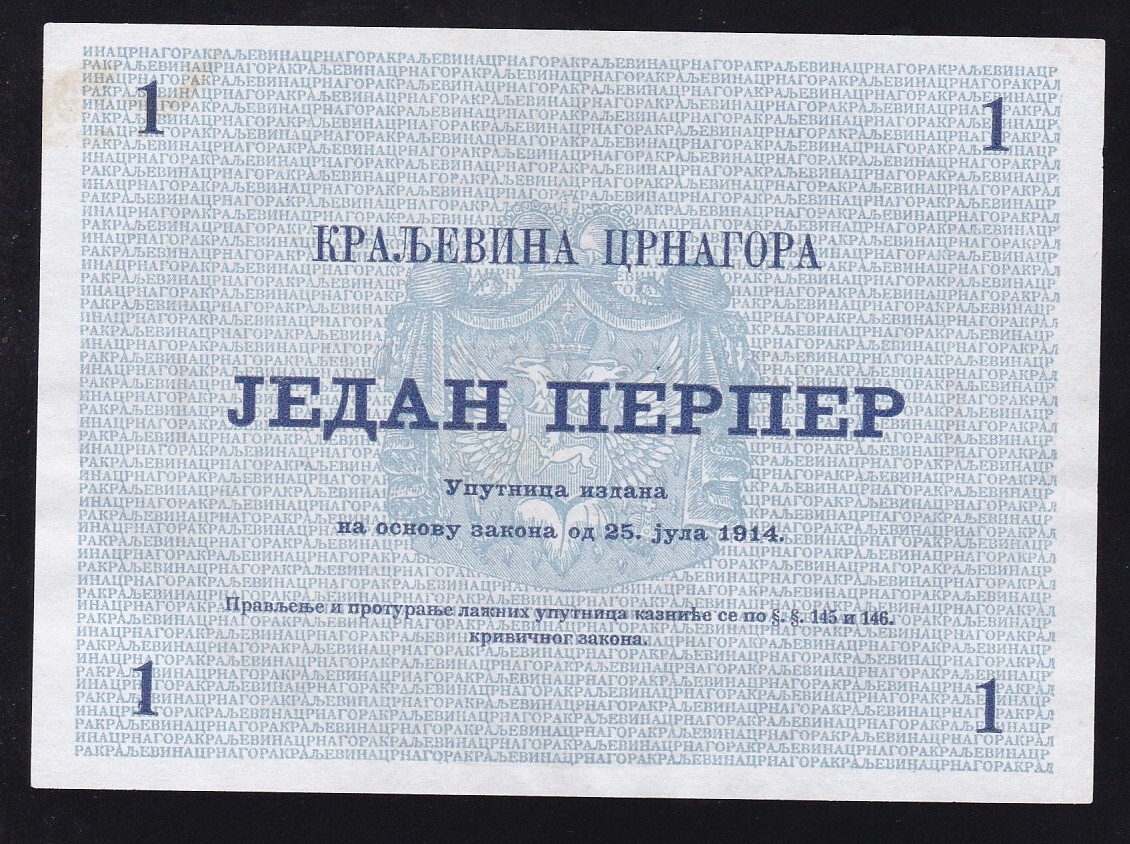 1 1
КРАЉЕВИНА ЦРНАГОРА
ЈЕДАН ПЕРПЕР
Упутница издана
на основу закона од 25. јула 1914.
Прављење и протурање лажних упутница казниће се по §. §. 145 и 146.
кривичног закона.
1 1